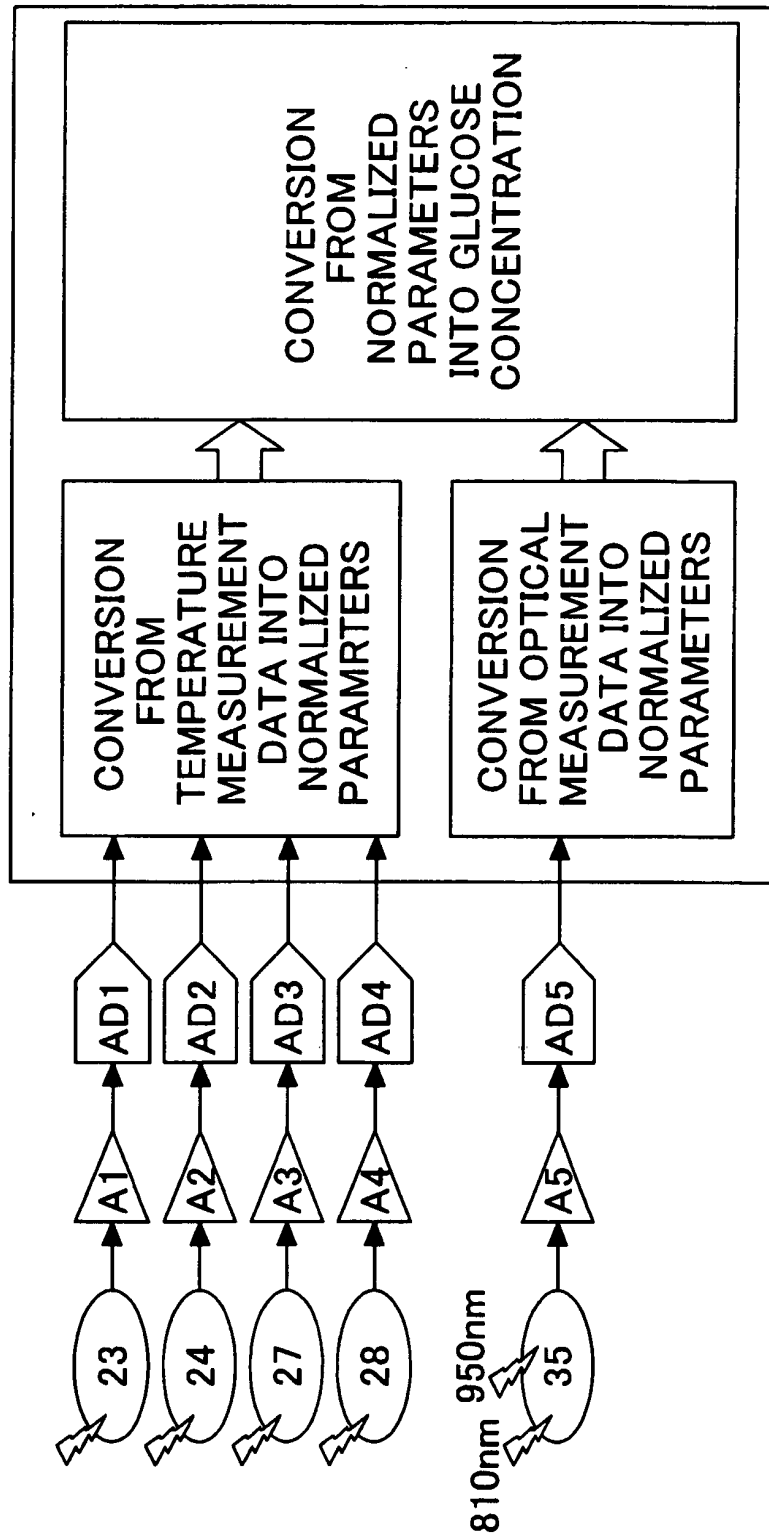 23
A1
AD1
24
A2
AD2
27
A3
AD3
28
A4
AD4
CONVERSION
FROM
TEMPERATURE
MEASUREMENT
DATA INTO
NORMALIZED
PARAMRTERS
810nm
950nm
35
A5
AD5
CONVERSION
FROM OPTICAL
MEASUREMENT
DATA INTO
NORMALIZED
PARAMETERS
CONVERSION
FROM
NORMALIZED
PARAMETERS
INTO GLUCOSE
CONCENTRATION